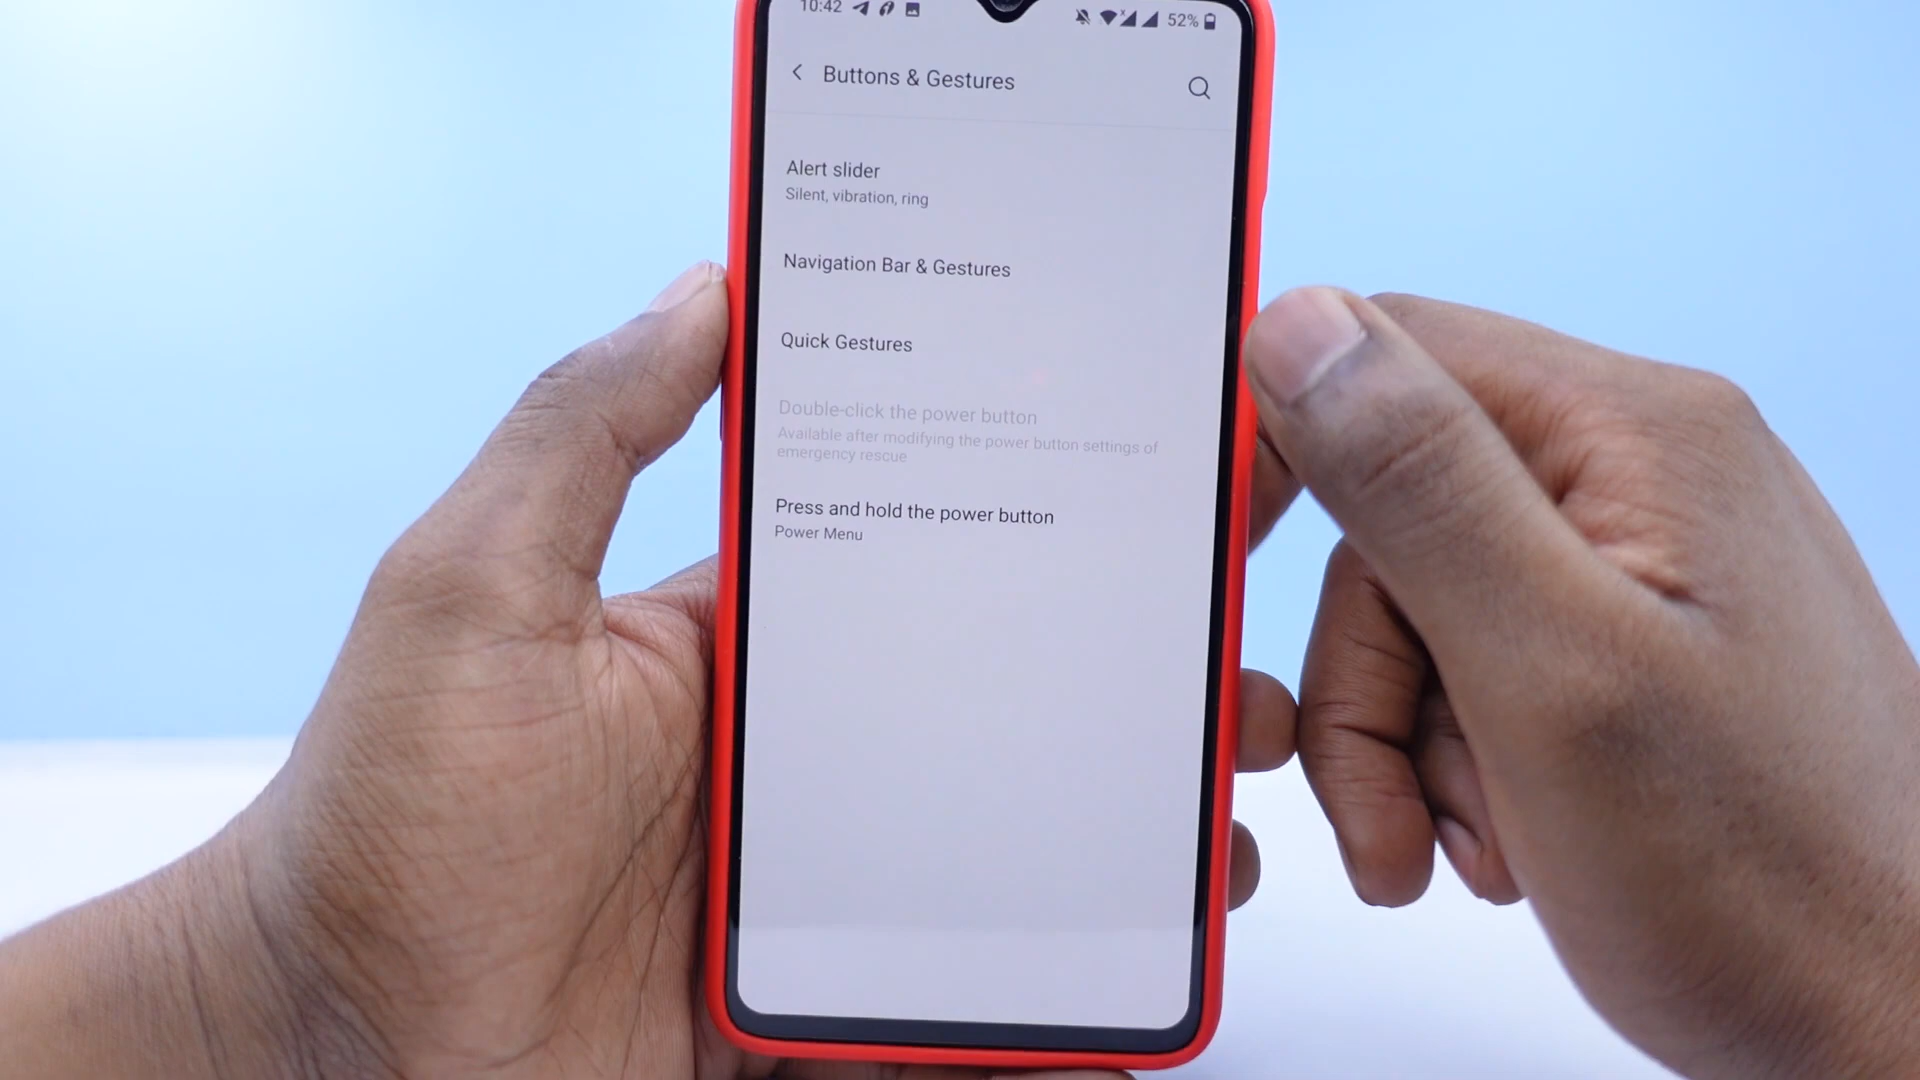 10:42 52%
Buttons & Gestures
Alert slider
Silent, vibration, ring
Navigation Bar & Gestures
Quick Gestures
Double-click the power button
Available after modifying the power button settings of
emergency rescue
Press and hold the power button
Power Menu